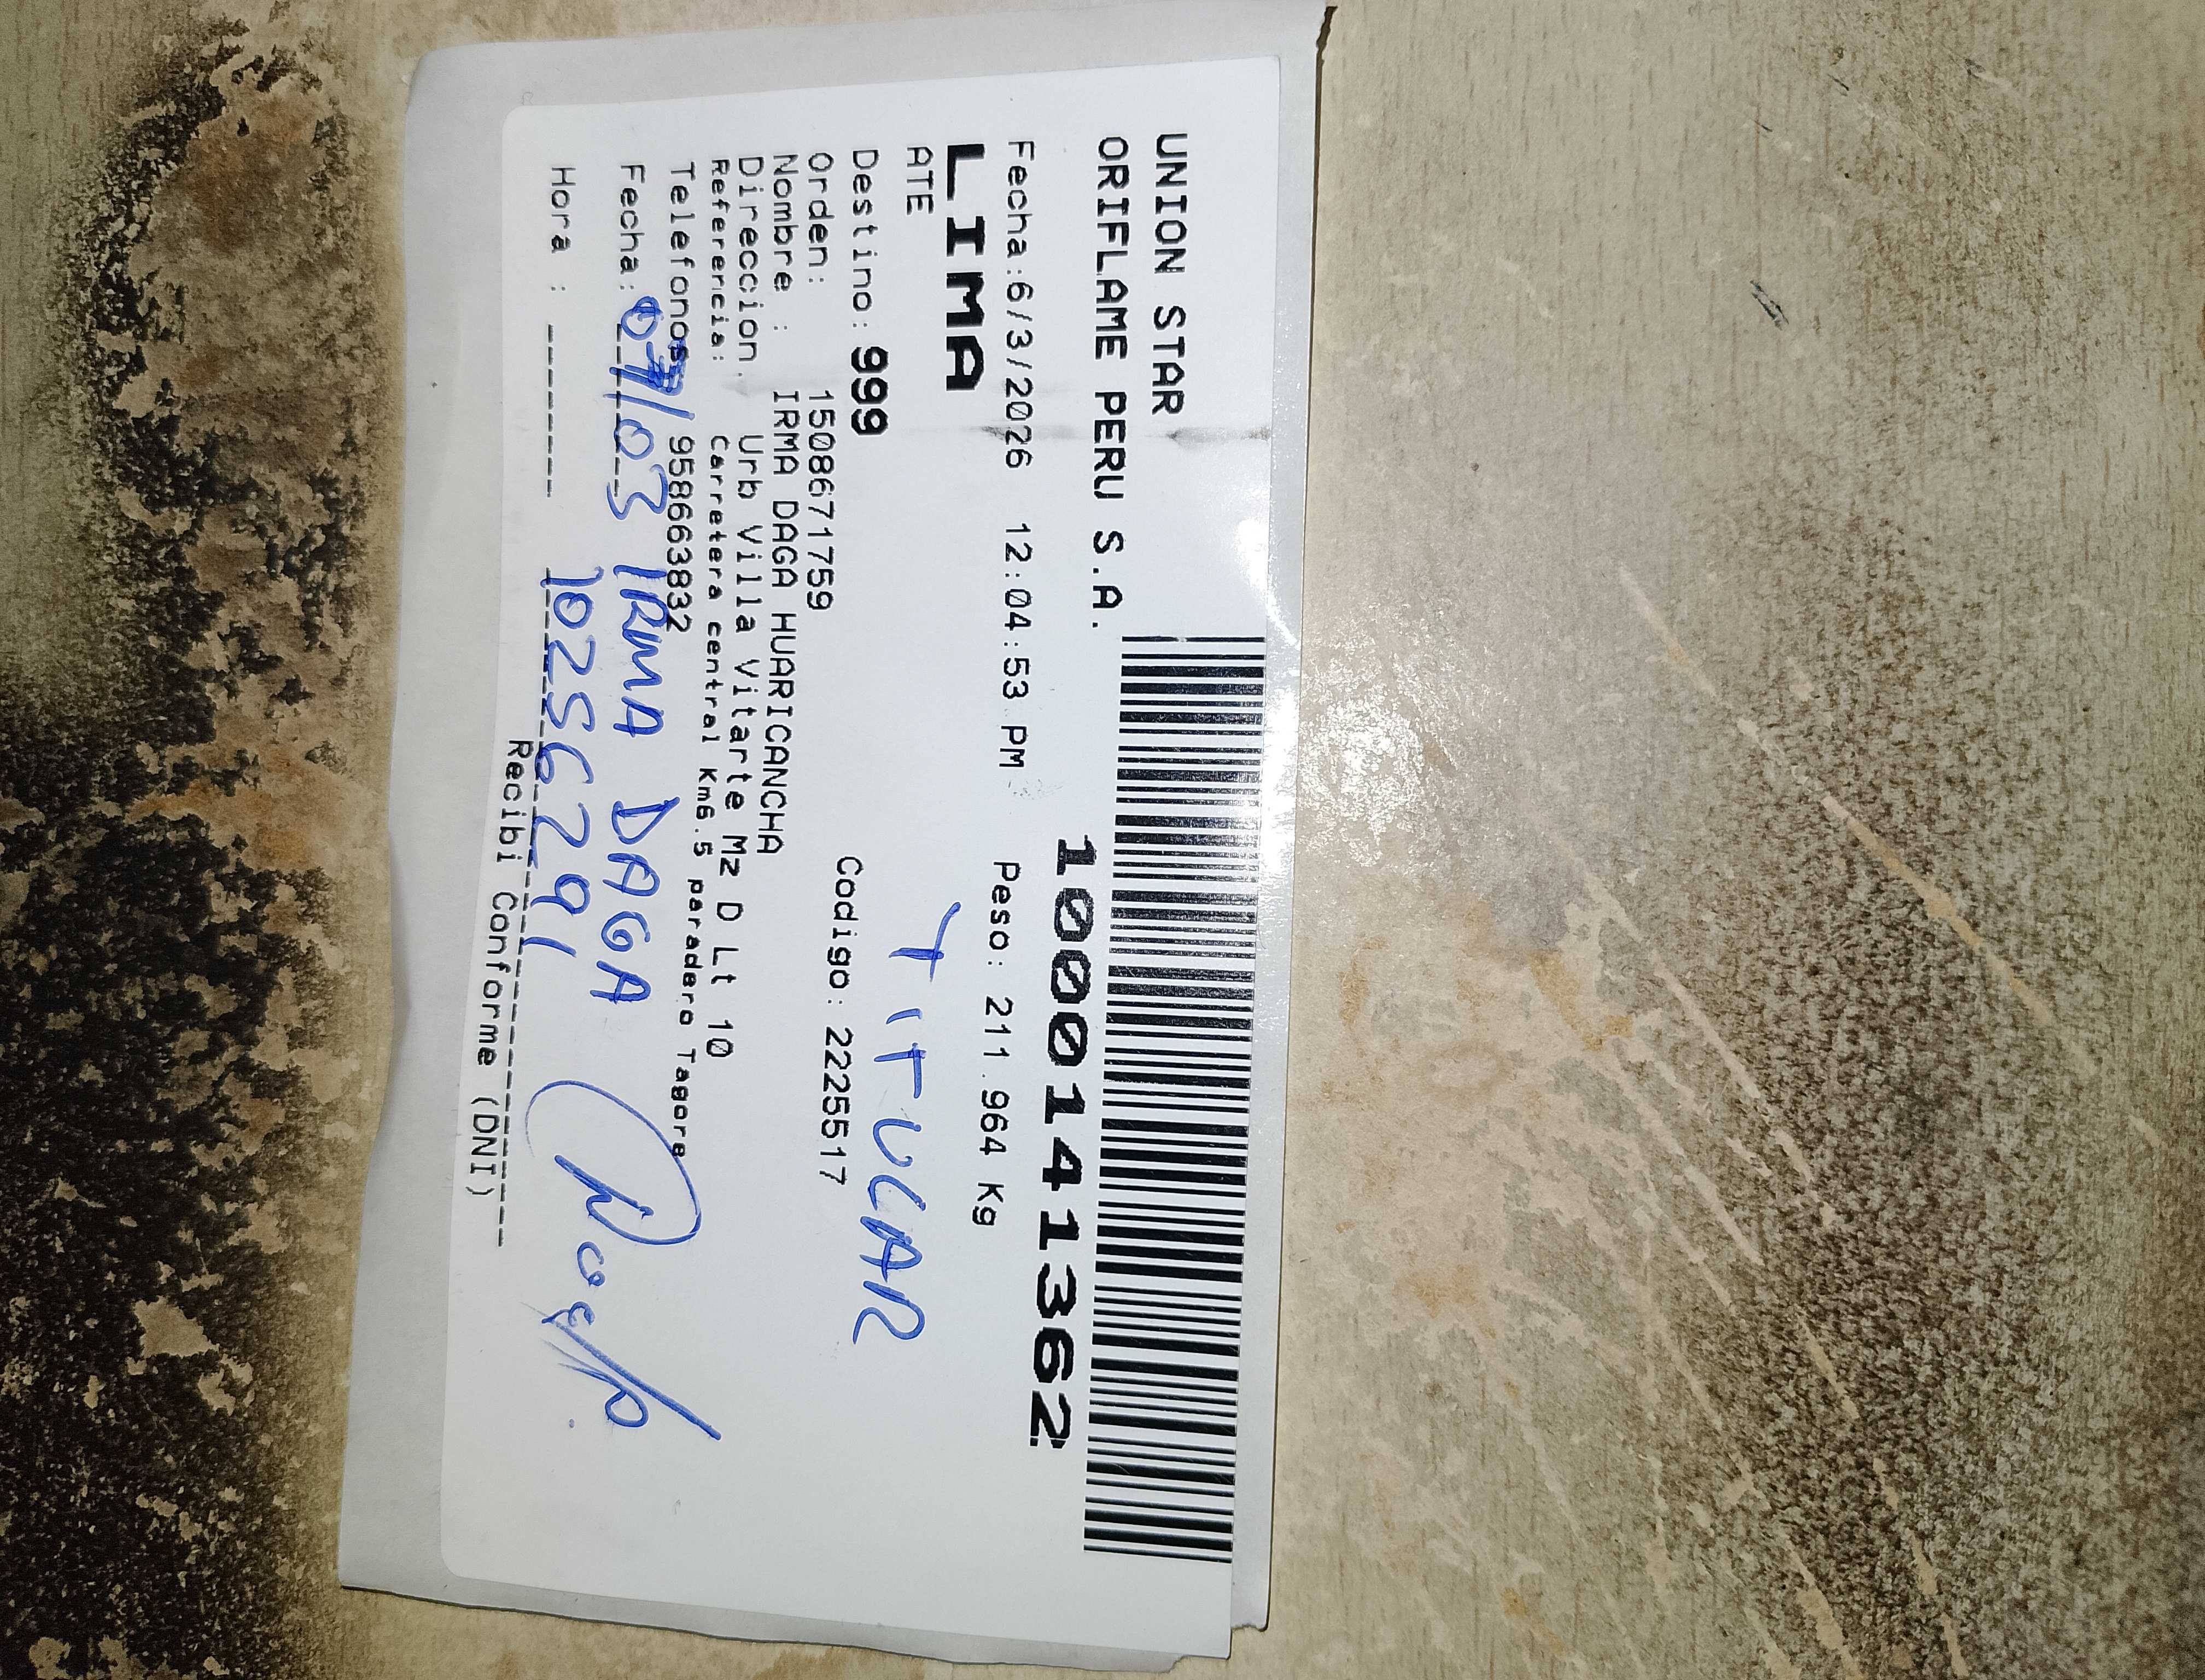 UNION STAR
ORIFLAME PERU S.A.
10000141362
Fecha:6/3/2026 12:04:53 PM Peso: 211.964 Kg
LIMA
ATE
TITULAR
Destino: 999
Codigo: 2225517
Orden: 1508671759
Nombre : IRMA DAGA HUARICANCHA
Direccion. Urb Villa Vitarte Mz D Lt 10
Referencia: Carretera central Km6.5 paradero Tagore
Telefonos 958663832
Fecha: 07/03 IRMA DAGA
Hora : 10256291
Recibi Conforme (DNI)